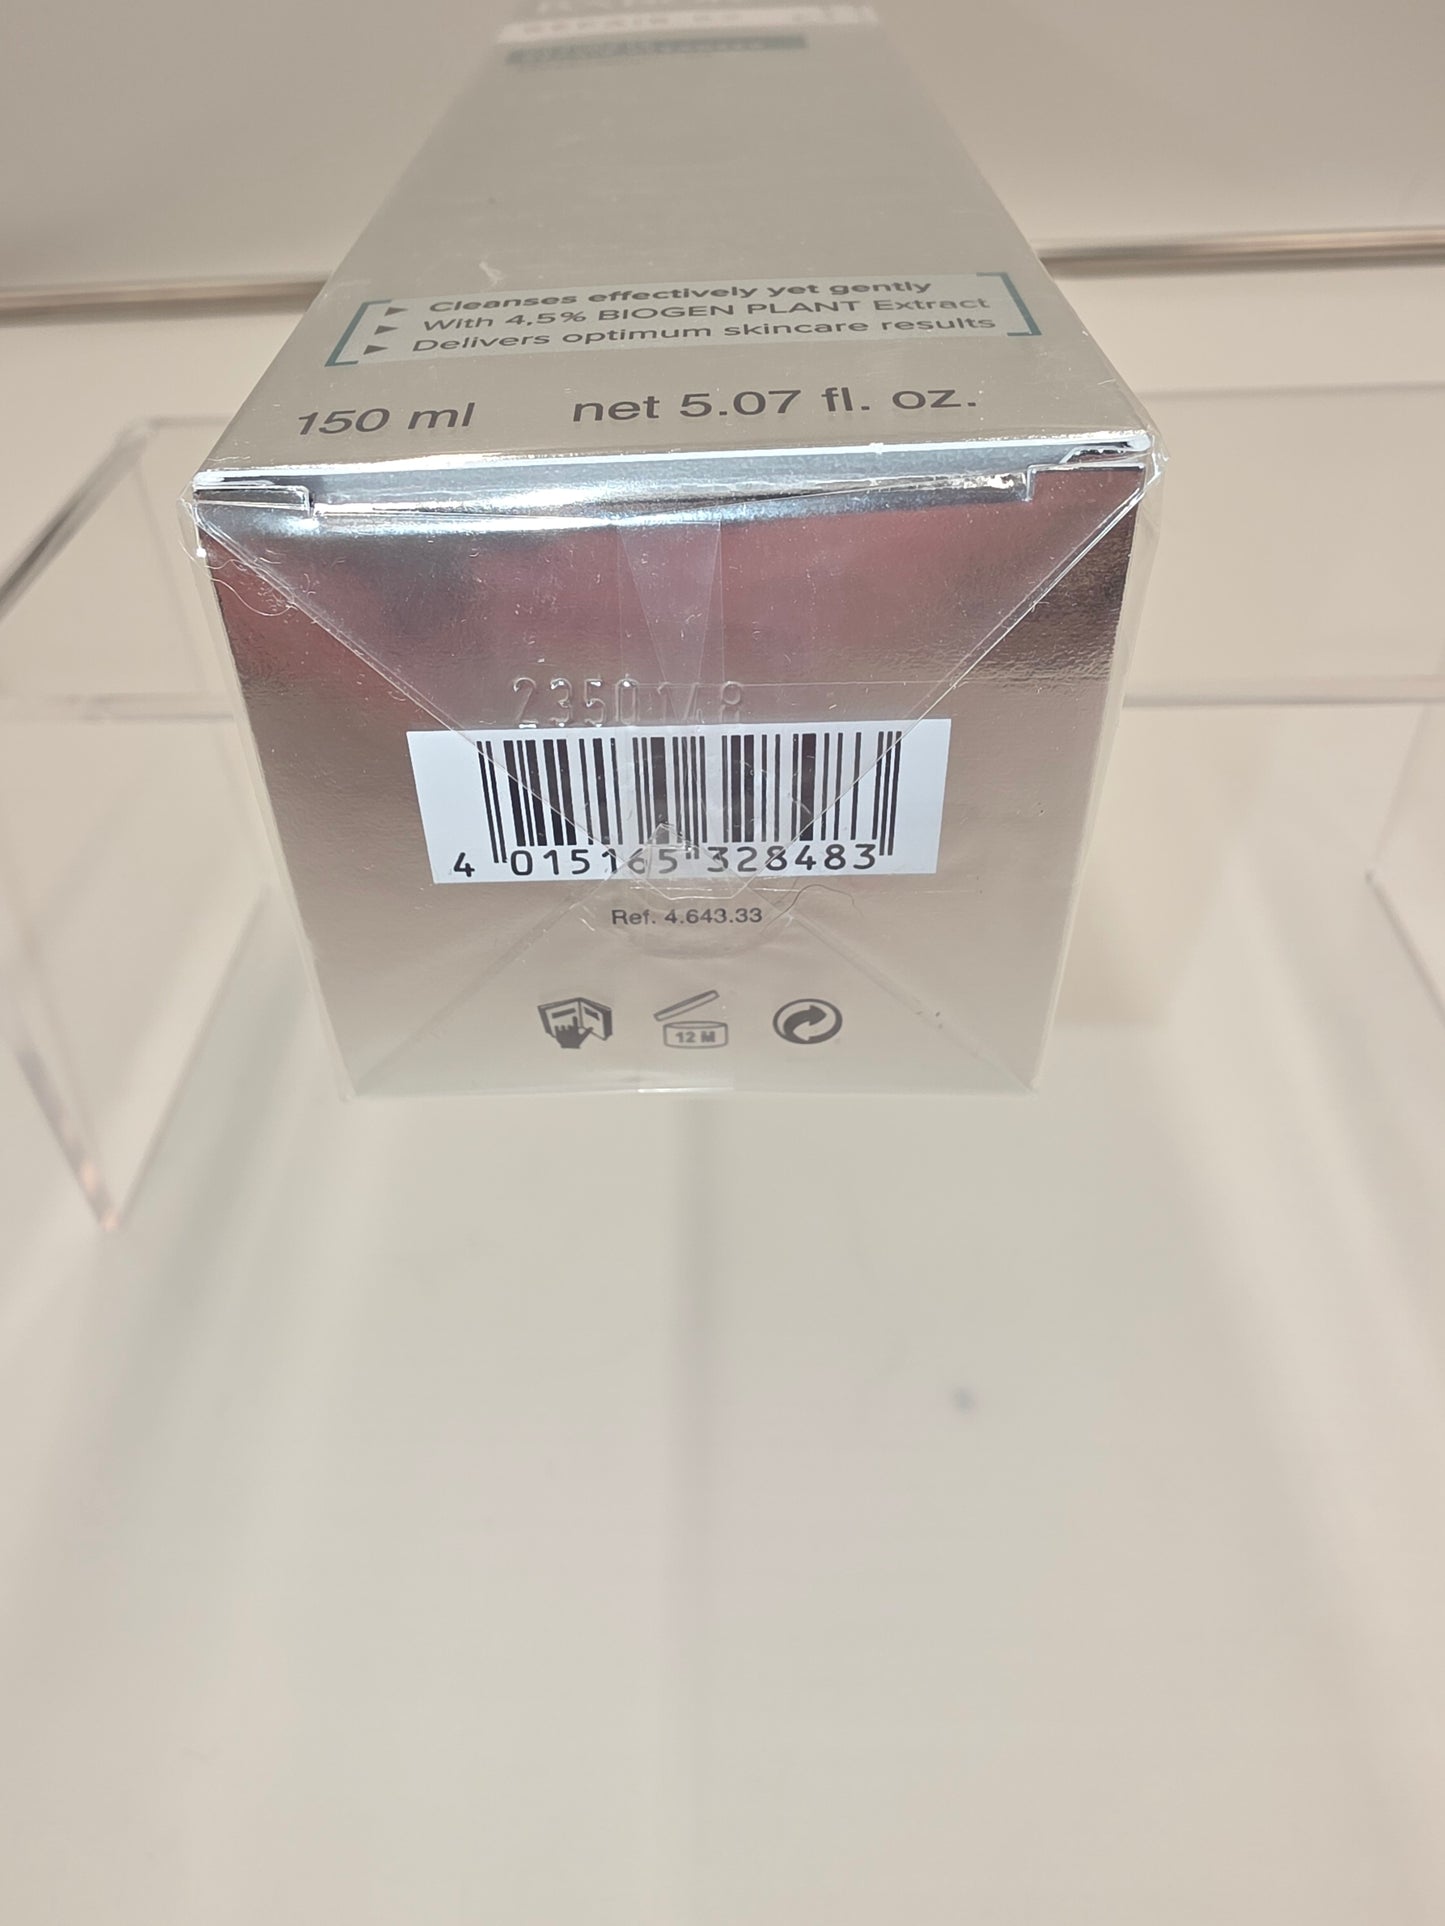 Cleanses effectively yet gently
With 4,5% BIOGEN PLANT Extract
Delivers optimum skincare results
150 ml net 5.07 fl. oz.
2350148
4 015165 328483
Ref. 4.643.33
12 M